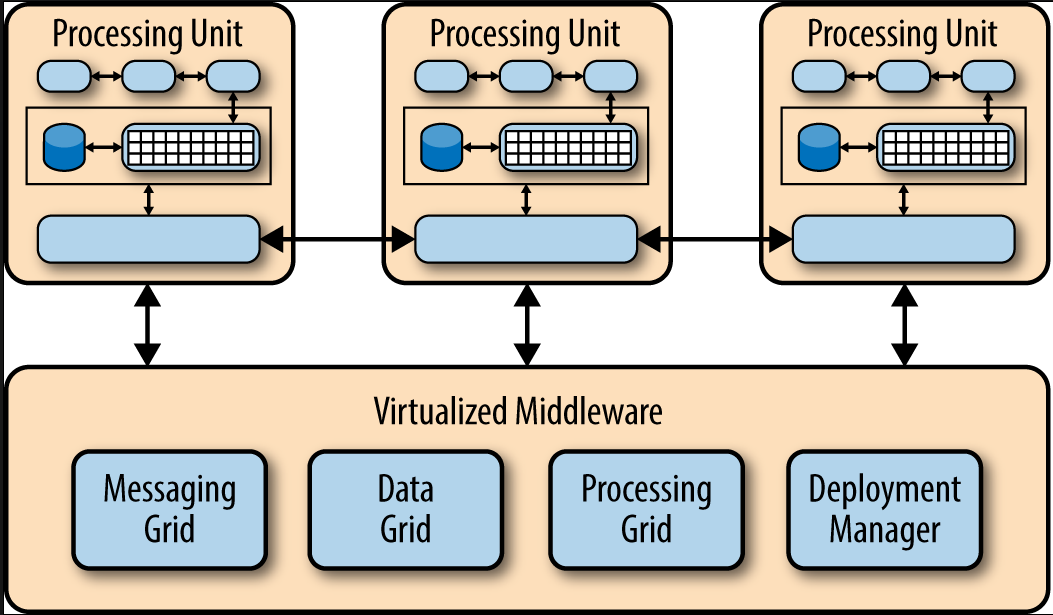 Processing Unit
Processing Unit
Processing Unit
Virtualized Middleware
Messaging
Grid
Data
Grid
Processing
Grid
Deployment
Manager